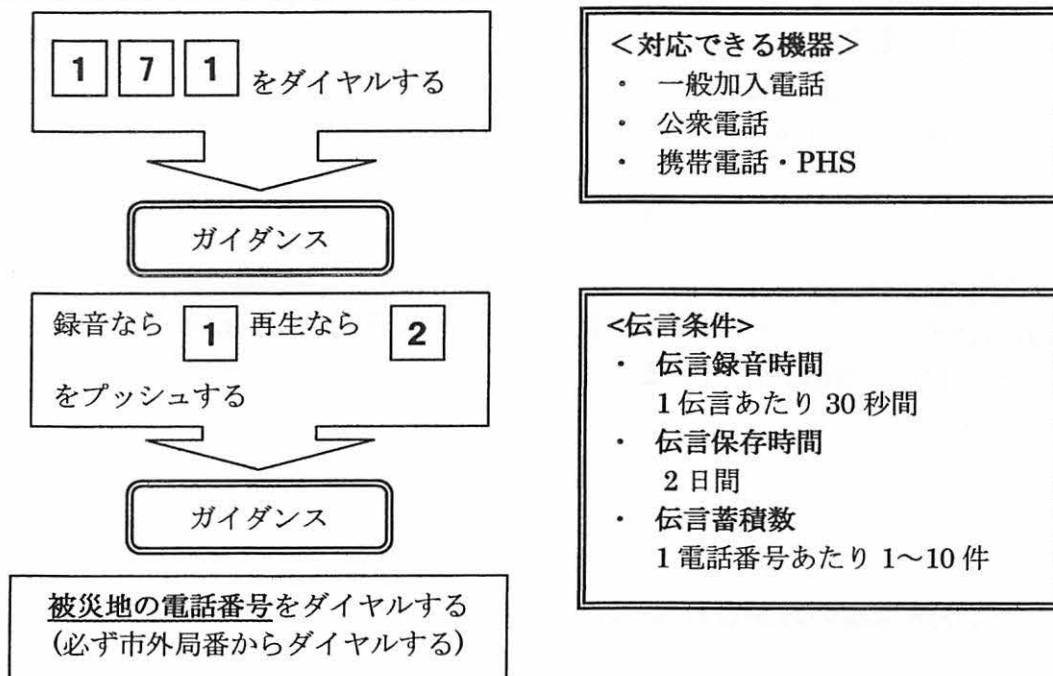 1 7 1 をダイヤルする
ガイダンス
録音なら 1 再生なら 2
をプッシュする
ガイダンス
被災地の電話番号をダイヤルする
(必ず市外局番からダイヤルする)
＜対応できる機器＞
・ 一般加入電話
・ 公衆電話
・ 携帯電話・PHS
<伝言条件>
・ 伝言録音時間
1伝言あたり 30 秒間
・ 伝言保存時間
2 日間
・ 伝言蓄積数
1電話番号あたり 1～10 件